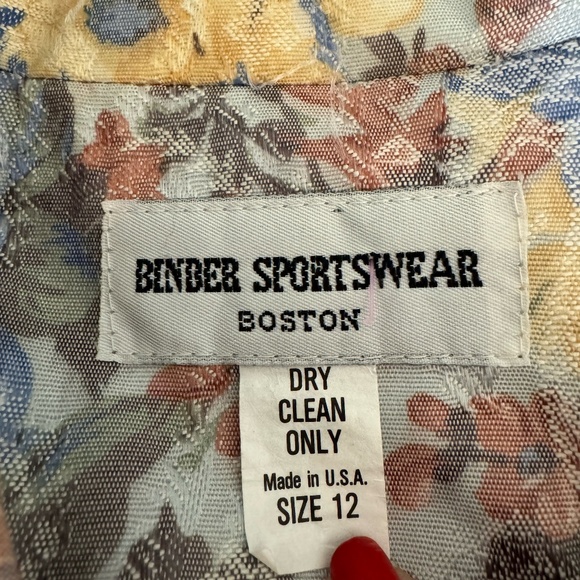 BINDER SPORTSWEAR
BOSTON
DRY
CLEAN
ONLY
Made in U.S.A.
SIZE 12